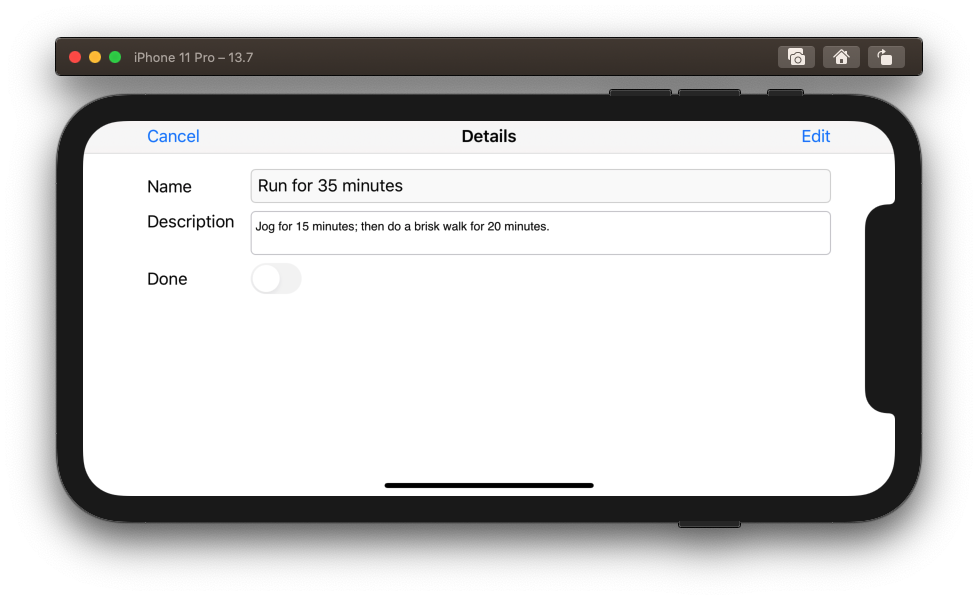 iPhone 11 Pro – 13.7
Cancel Details Edit
Name Run for 35 minutes
Description Jog for 15 minutes; then do a brisk walk for 20 minutes.
Done